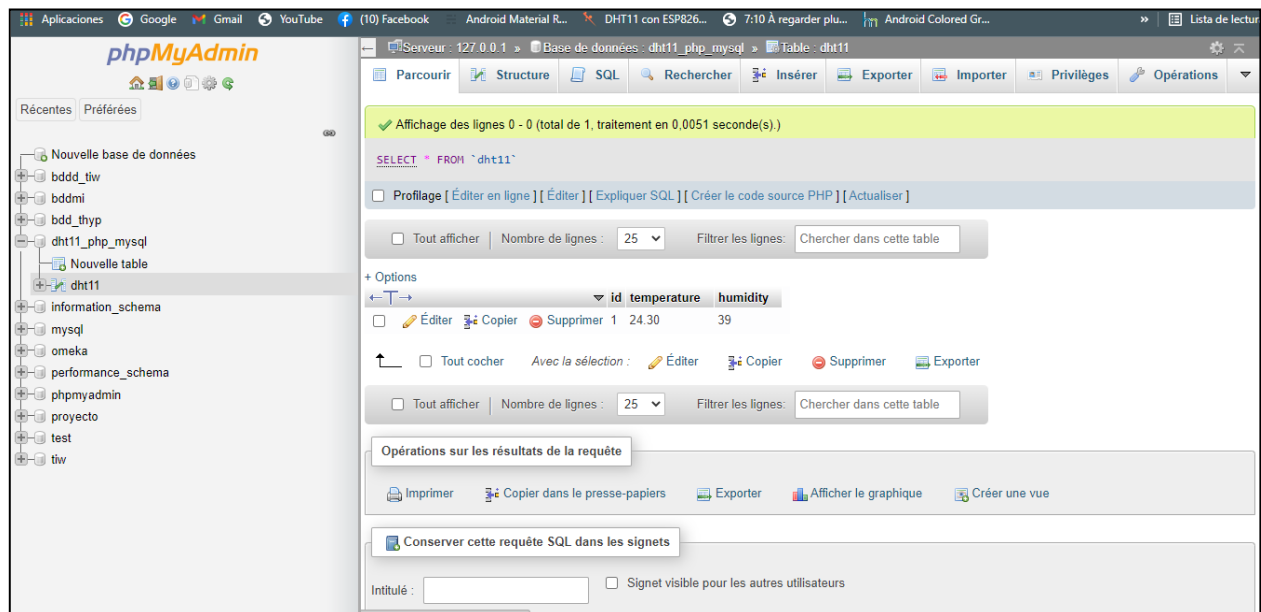 Aplicaciones Google Gmail YouTube (10) Facebook Android Material R... DHT11 con ESP826... 7:10 À regarder plu... Android Colored Gr... » Lista de lectur
phpMyAdmin
Récentes Préférées
Nouvelle base de données
bddd_tiw
bddmi
bdd_thyp
dht11_php_mysql
Nouvelle table
dht11
information_schema
mysql
omeka
performance_schema
phpmyadmin
proyecto
test
tiw
Serveur : 127.0.0.1 » Base de données : dht11_php_mysql » Table : dht11
Parcourir Structure SQL Rechercher Insérer Exporter Importer Privilèges Opérations
Affichage des lignes 0 - 0 (total de 1, traitement en 0,0051 seconde(s).)
SELECT * FROM `dht11`
Profilage [ Éditer en ligne ] [ Éditer ] [ Expliquer SQL ] [ Créer le code source PHP ] [ Actualiser ]
Tout afficher | Nombre de lignes : 25 Filtrer les lignes: Chercher dans cette table
+ Options
←T→ id temperature humidity
Éditer Copier Supprimer 1 24.30 39
Tout cocher Avec la sélection : Éditer Copier Supprimer Exporter
Tout afficher | Nombre de lignes : 25 Filtrer les lignes: Chercher dans cette table
Opérations sur les résultats de la requête
Imprimer Copier dans le presse-papiers Exporter Afficher le graphique Créer une vue
Conserver cette requête SQL dans les signets
Intitulé : Signet visible pour les autres utilisateurs